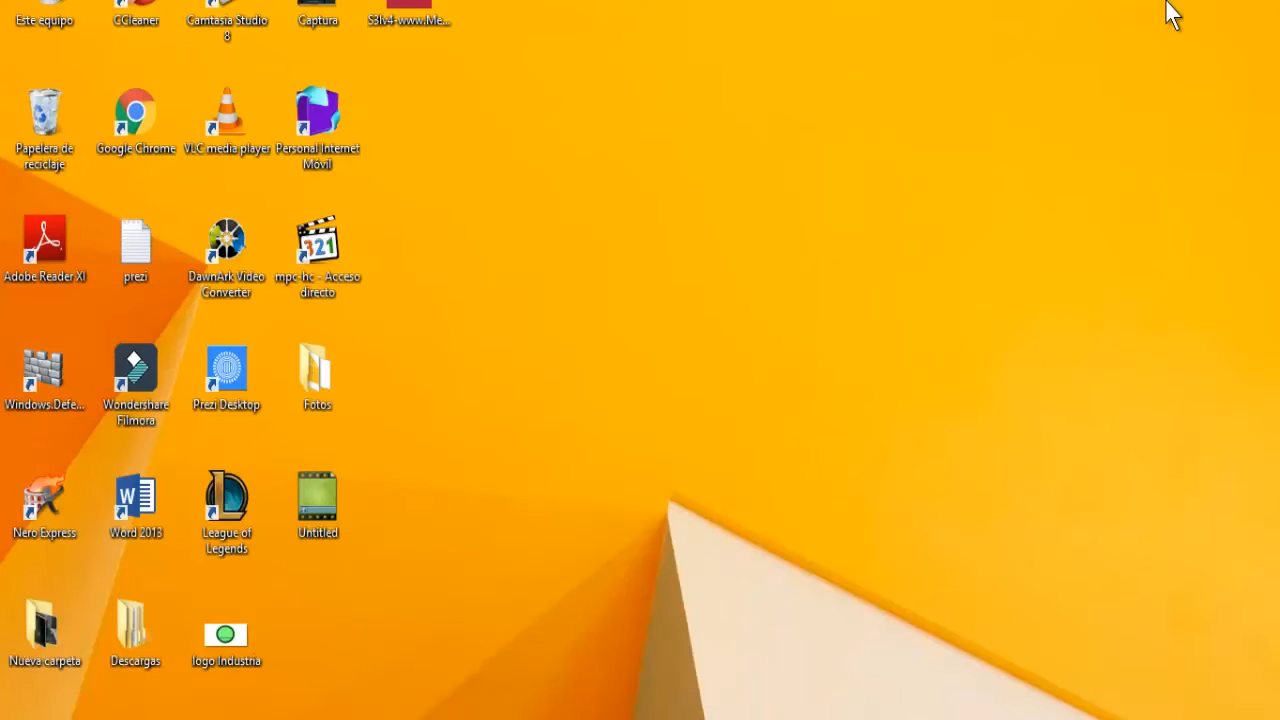 Este equipo
CCleaner
Camtasia Studio
8
Captura
S3lv4-www.Me...
Papelera de
reciclaje
Google Chrome
VLC media player
Personal Internet
Móvil
Adobe Reader XI
prezi
DawnArk Video
Converter
321
mpc-hc - Acceso
directo
Windows.Defe...
Wondershare
Filmora
Prezi Desktop
Fotos
Nero Express
W
Word 2013
League of
Legends
Untitled
Nueva carpeta
Descargas
logo Industria